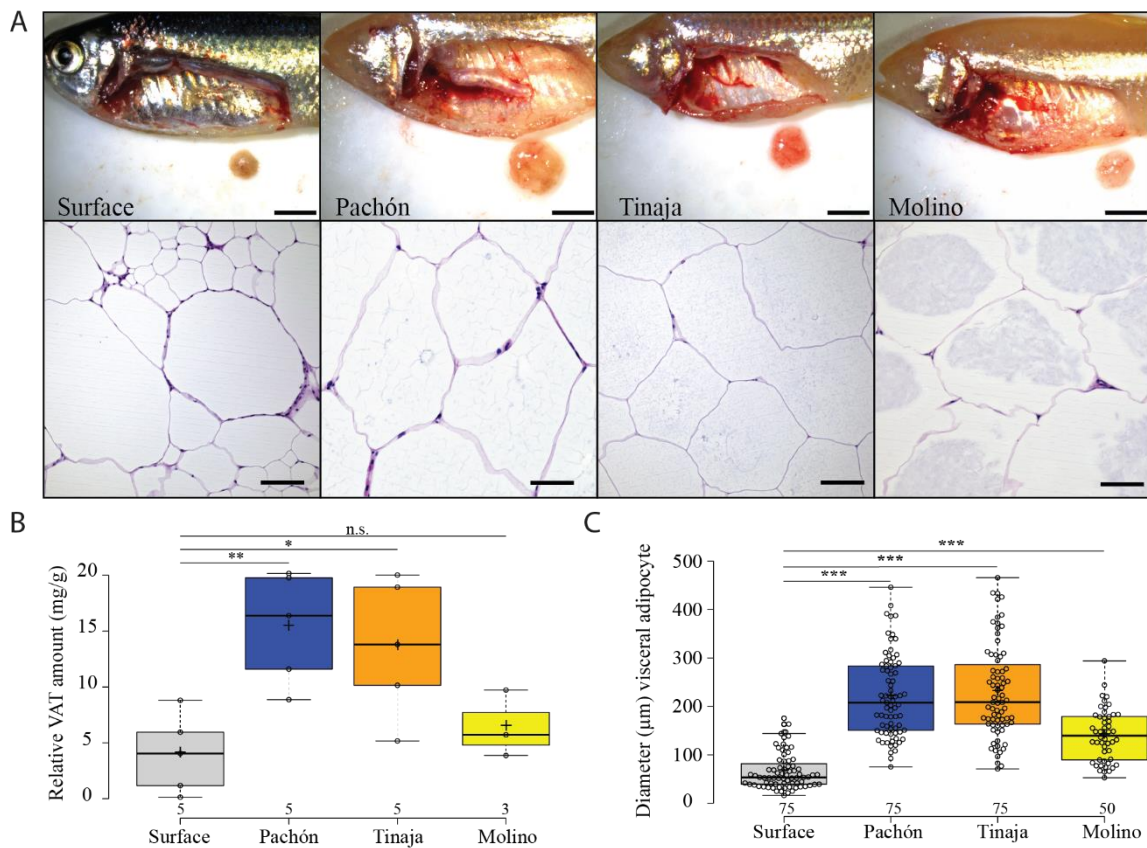 A
Surface Pachón Tinaja Molino
B
n.s.
*
**
Relative VAT amount (mg/g)
20
15
10
5
0
5 5 5 3
Surface Pachón Tinaja Molino
C
***
***
***
Diameter (µm) visceral adipocyte
500
400
300
200
100
0
75 75 75 50
Surface Pachón Tinaja Molino